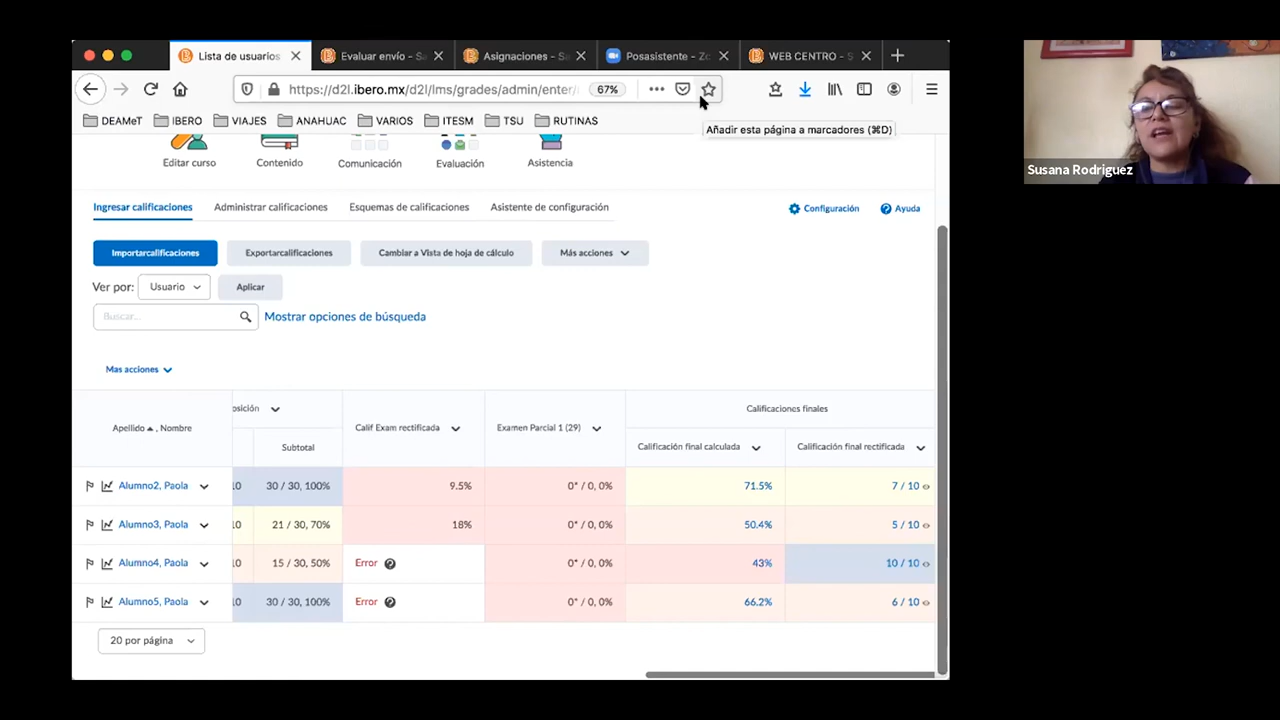 Lista de usuarios
Evaluar envío - Sa
Asignaciones - Sa
Posasistente - Zo
WEB CENTRO - S
https://d2l.ibero.mx/d2l/lms/grades/admin/enter/
67%
DEAMeT
IBERO
VIAJES
ANAHUAC
VARIOS
ITESM
TSU
RUTINAS
Añadir esta página a marcadores (⌘D)
Susana Rodriguez
Editar curso
Contenido
Comunicación
Evaluación
Asistencia
Ingresar calificaciones
Administrar calificaciones
Esquemas de calificaciones
Asistente de configuración
Configuración
Ayuda
Importarcalificaciones
Exportarcalificaciones
Cambiar a Vista de hoja de cálculo
Más acciones
Ver por:
Usuario
Aplicar
Buscar...
Mostrar opciones de búsqueda
Mas acciones
Apellido, Nombre
osición
Subtotal
Calif Exam rectificada
Examen Parcial 1 (29)
Calificaciones finales
Calificación final calculada
Calificación final rectificada
Alumno2, Paola 10 30 / 30, 100% 9.5% 0* / 0, 0% 71.5% 7 / 10
Alumno3, Paola 10 21 / 30, 70% 18% 0* / 0, 0% 50.4% 5 / 10
Alumno4, Paola 10 15 / 30, 50% Error 0* / 0, 0% 43% 10 / 10
Alumno5, Paola 10 30 / 30, 100% Error 0* / 0, 0% 66.2% 6 / 10
20 por página